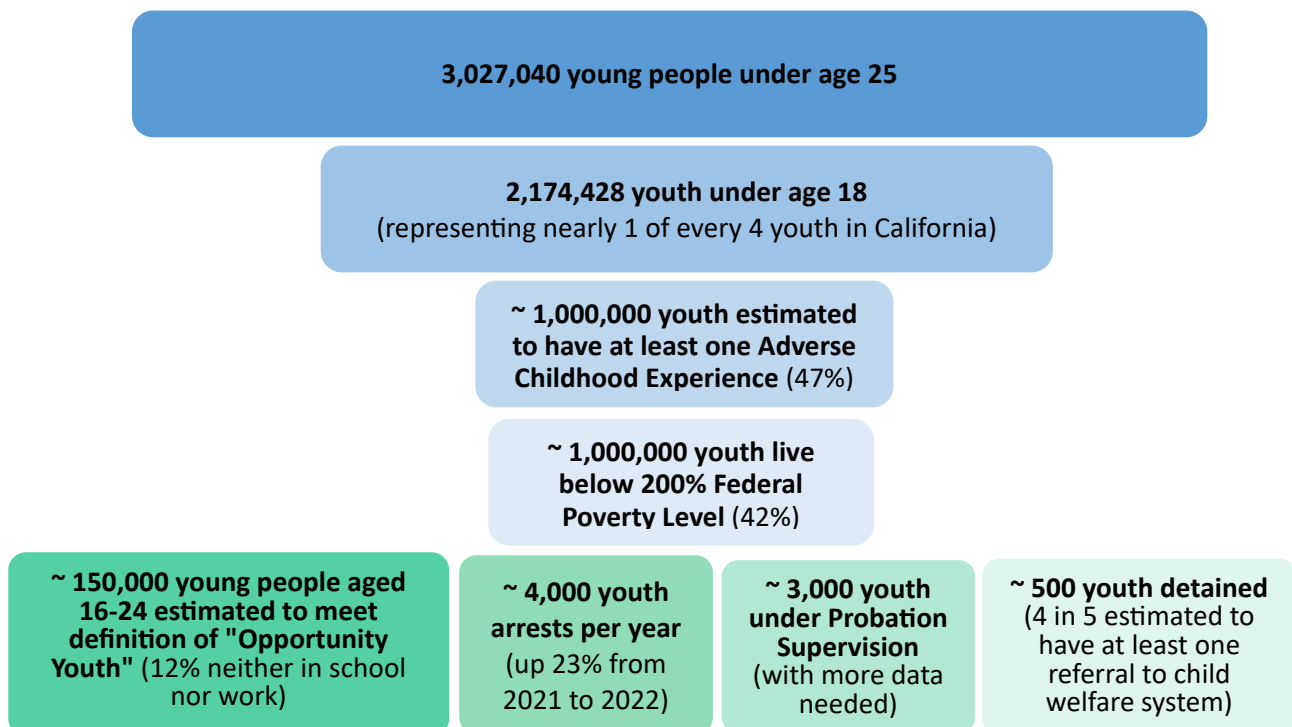 3,027,040 young people under age 25
2,174,428 youth under age 18
(representing nearly 1 of every 4 youth in California)
~ 1,000,000 youth estimated
to have at least one Adverse
Childhood Experience (47%)
~ 1,000,000 youth live
below 200% Federal
Poverty Level (42%)
~ 150,000 young people aged
16-24 estimated to meet
definition of "Opportunity
Youth" (12% neither in school
nor work)
~ 4,000 youth
arrests per year
(up 23% from
2021 to 2022)
~ 3,000 youth
under Probation
Supervision
(with more data
needed)
~ 500 youth detained
(4 in 5 estimated to
have at least one
referral to child
welfare system)